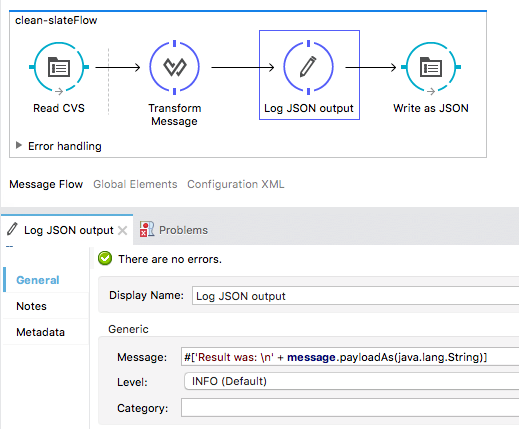 clean-slateFlow
Read CVS
Transform
Message
Log JSON output
Write as JSON
Error handling
Message Flow Global Elements Configuration XML
Log JSON output Problems
There are no errors.
General
Notes
Metadata
Display Name: Log JSON output
Generic
Message: #['Result was: \n' + message.payloadAs(java.lang.String)]
Level: INFO (Default)
Category: